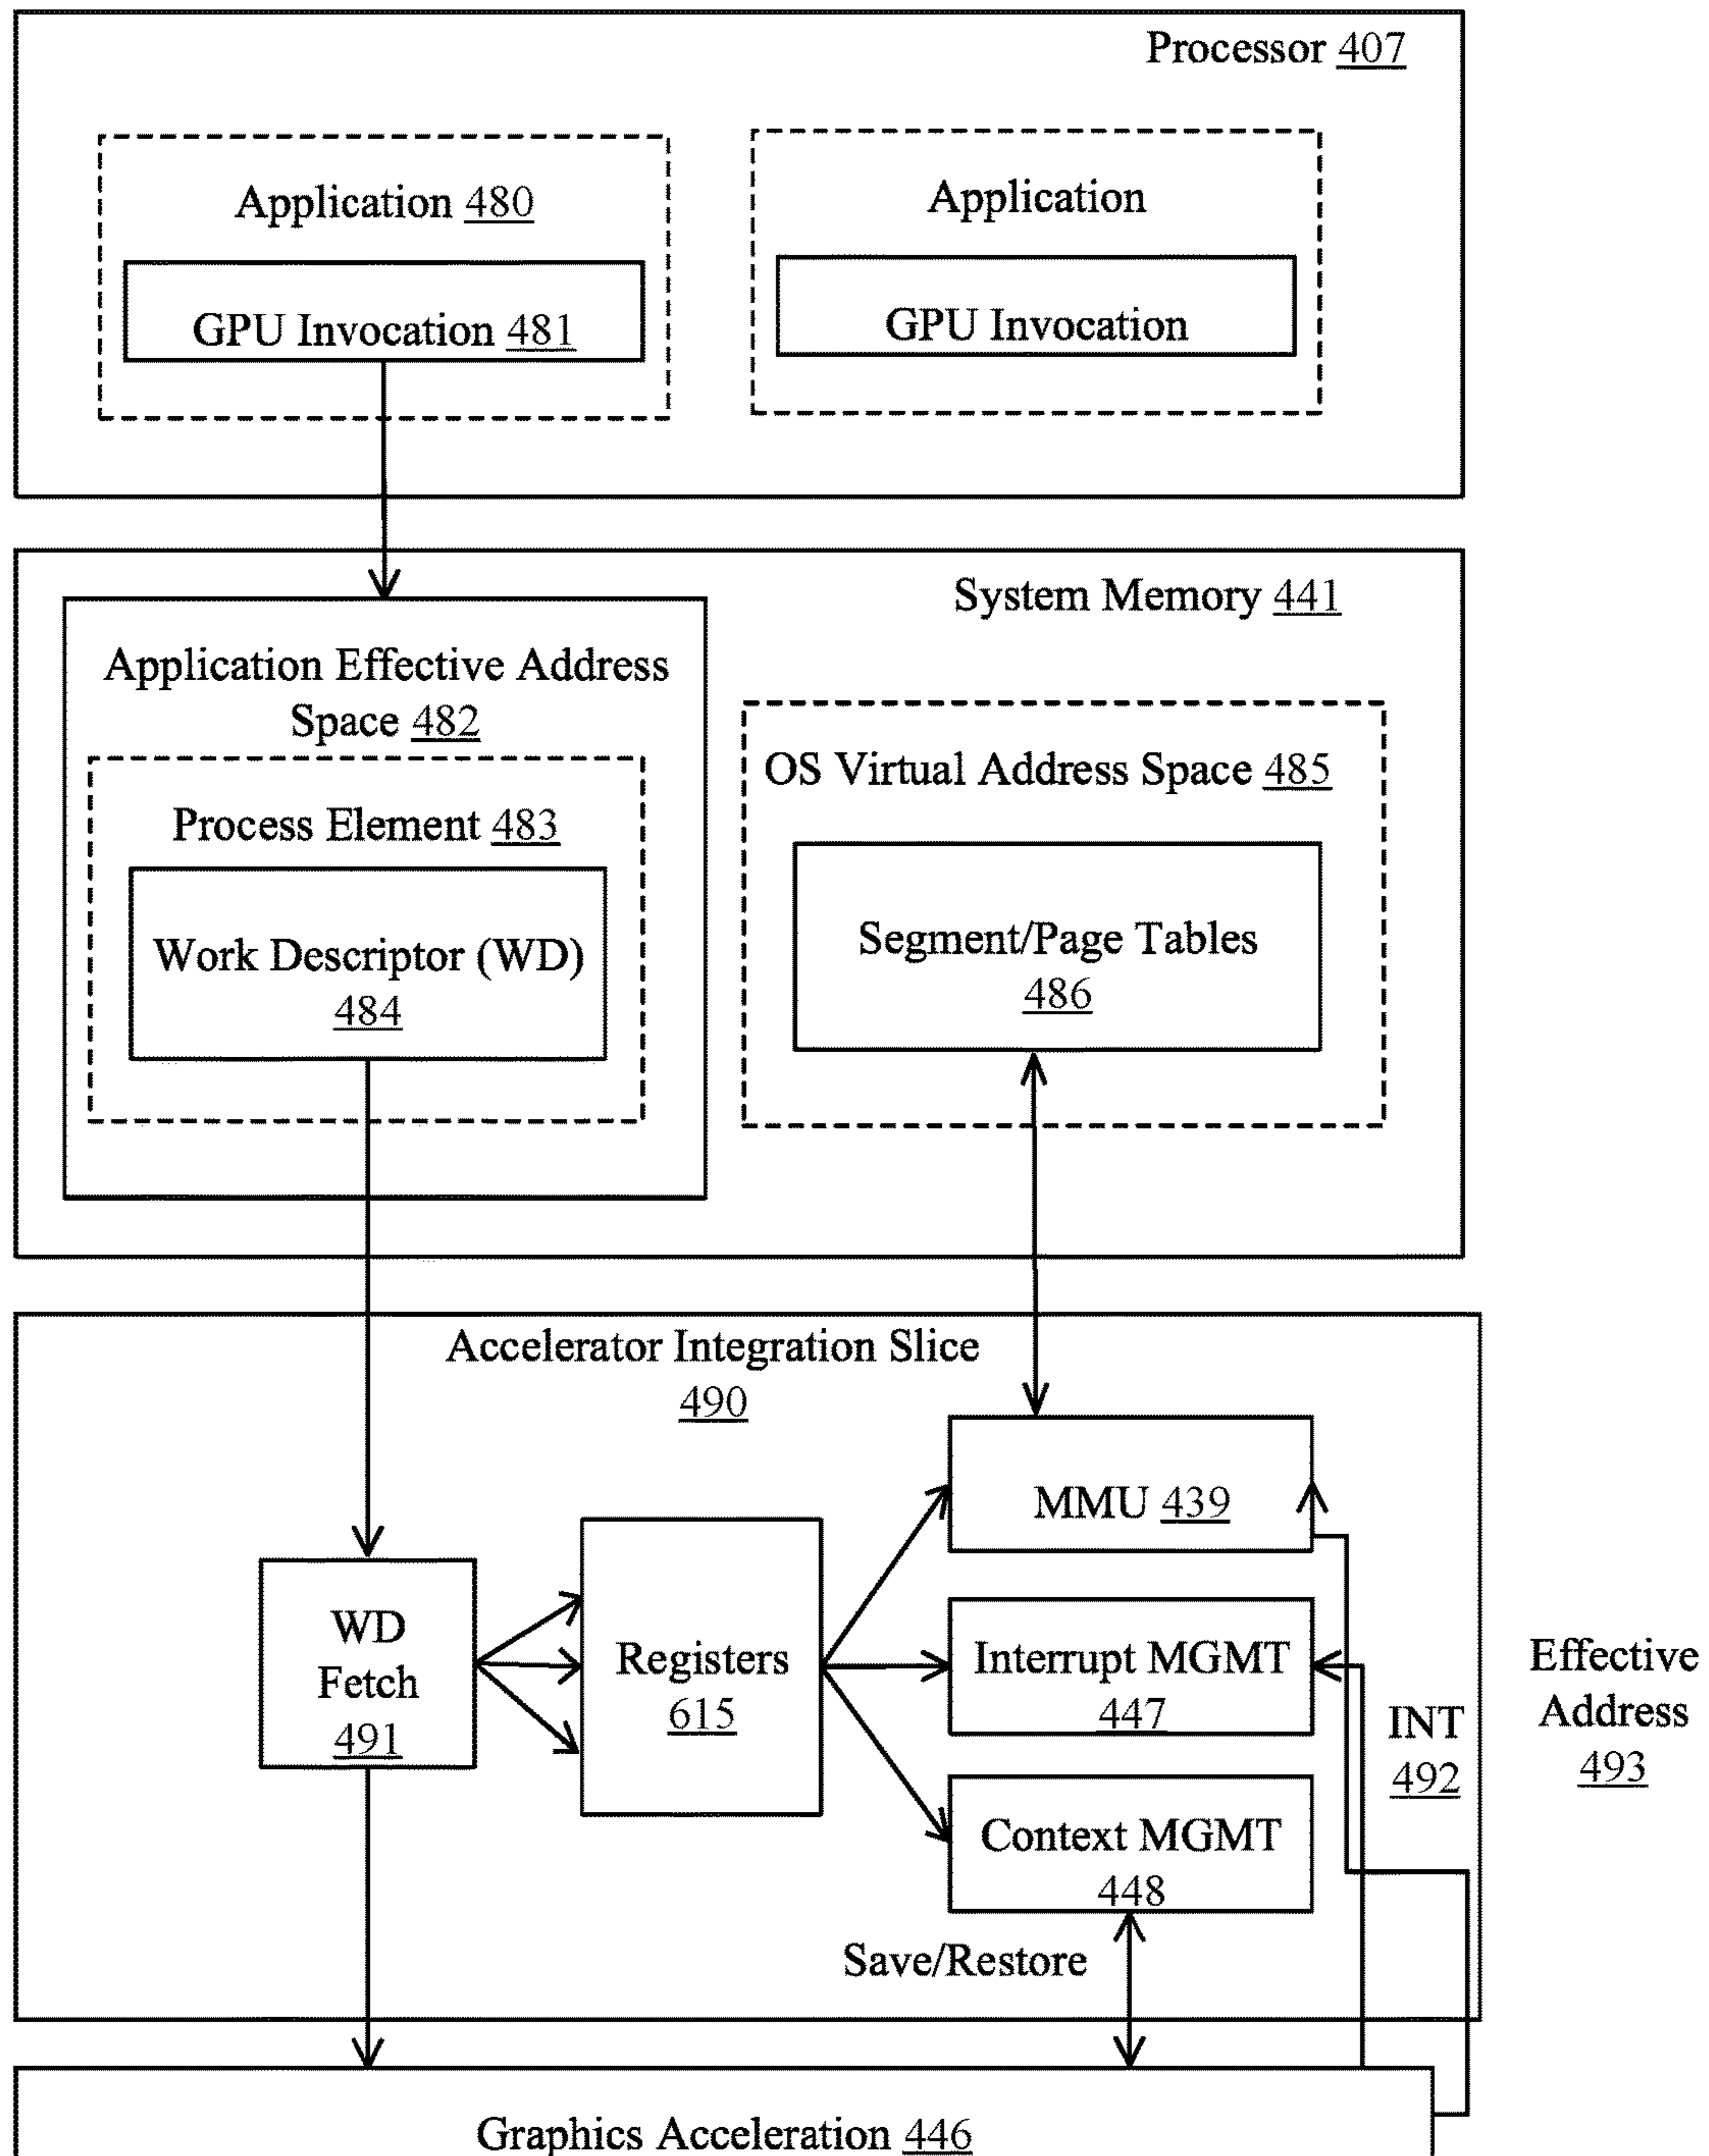 Processor 407
Application 480
GPU Invocation 481
Application
GPU Invocation
System Memory 441
Application Effective Address
Space 482
Process Element 483
Work Descriptor (WD)
484
OS Virtual Address Space 485
Segment/Page Tables
486
Accelerator Integration Slice
490
WD
Fetch
491
Registers
615
MMU 439
Interrupt MGMT
447
Context MGMT
448
Save/Restore
INT
492
Effective
Address
493
Graphics Acceleration 446